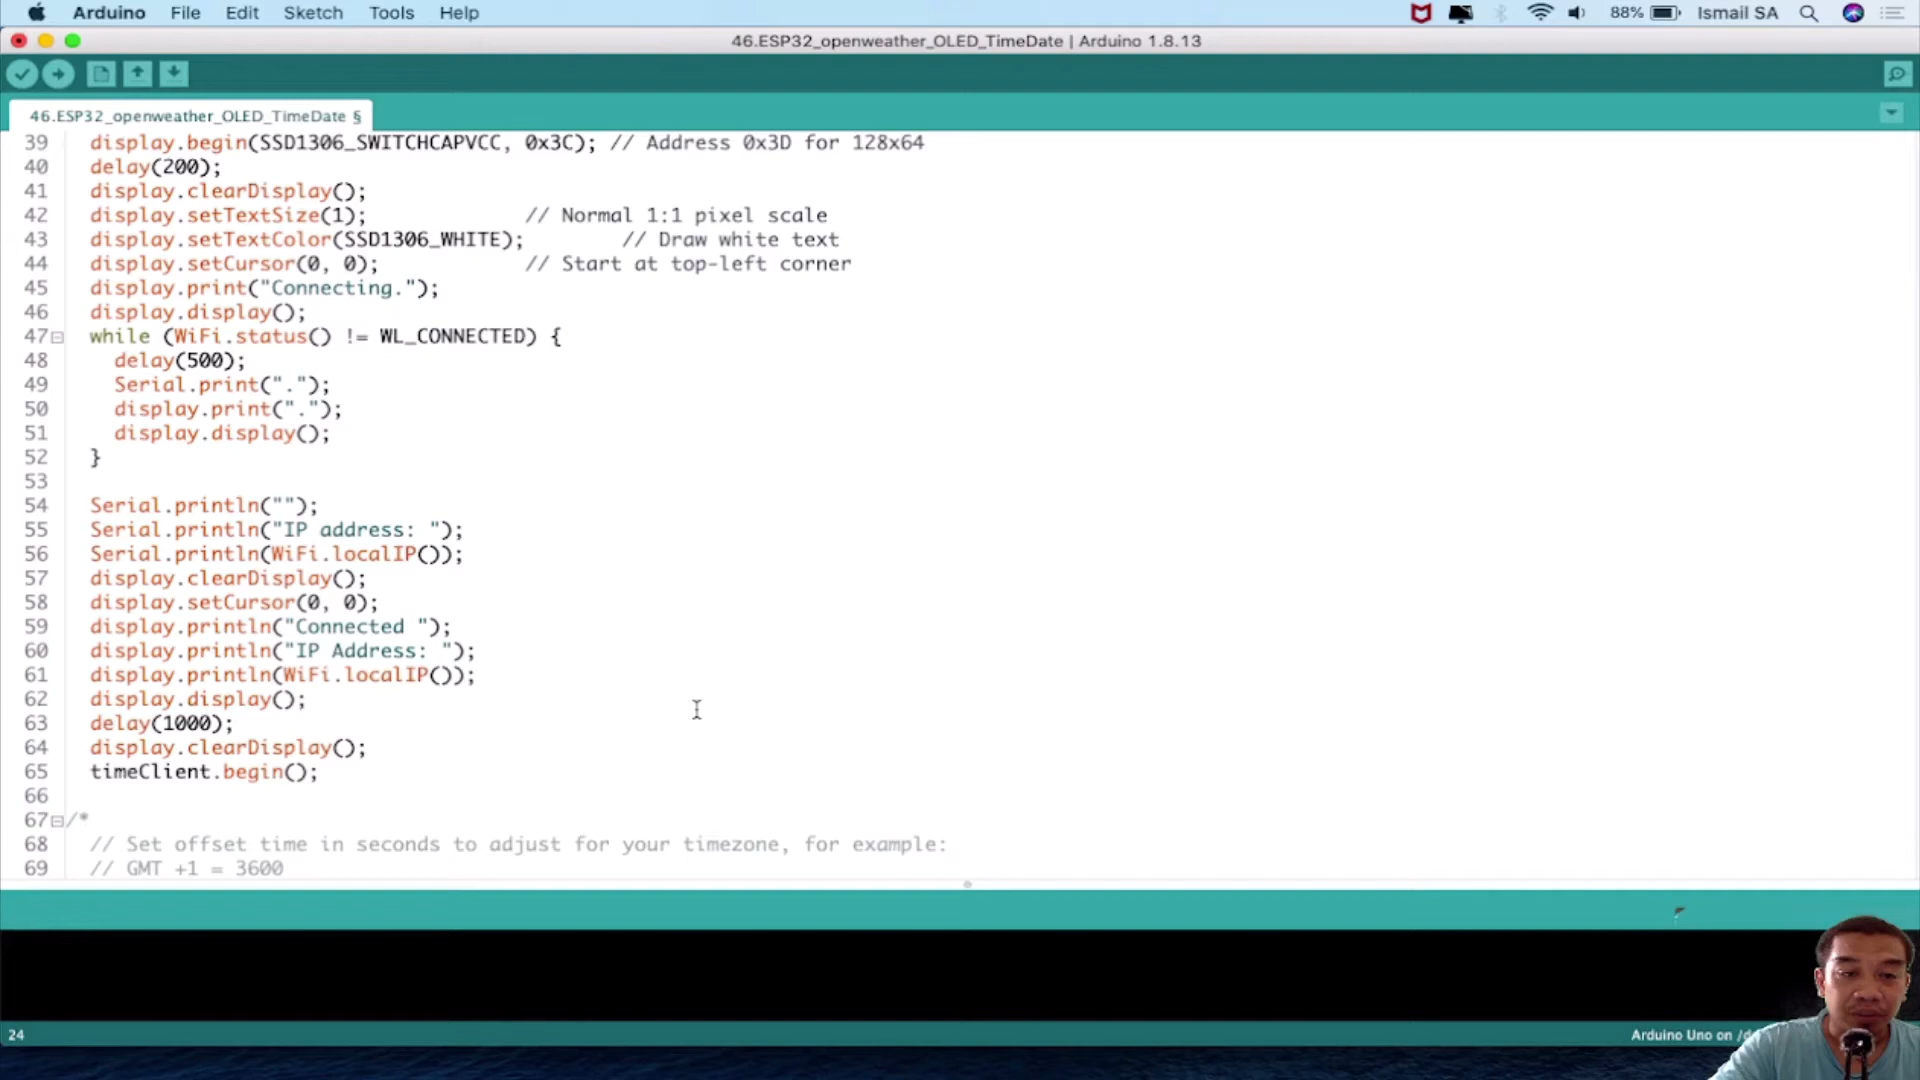 Arduino File Edit Sketch Tools Help 88% Ismail SA
46.ESP32_openweather_OLED_TimeDate | Arduino 1.8.13
46.ESP32_openweather_OLED_TimeDate §
39 display.begin(SSD1306_SWITCHCAPVCC, 0x3C); // Address 0x3D for 128x64
40 delay(200);
41 display.clearDisplay();
42 display.setTextSize(1); // Normal 1:1 pixel scale
43 display.setTextColor(SSD1306_WHITE); // Draw white text
44 display.setCursor(0, 0); // Start at top-left corner
45 display.print("Connecting.");
46 display.display();
47 while (WiFi.status() != WL_CONNECTED) {
48 delay(500);
49 Serial.print(".");
50 display.print(".");
51 display.display();
52 }
53
54 Serial.println("");
55 Serial.println("IP address: ");
56 Serial.println(WiFi.localIP());
57 display.clearDisplay();
58 display.setCursor(0, 0);
59 display.println("Connected ");
60 display.println("IP Address: ");
61 display.println(WiFi.localIP());
62 display.display();
63 delay(1000);
64 display.clearDisplay();
65 timeClient.begin();
66
67 /*
68 // Set offset time in seconds to adjust for your timezone, for example:
69 // GMT +1 = 3600
24 Arduino Uno on